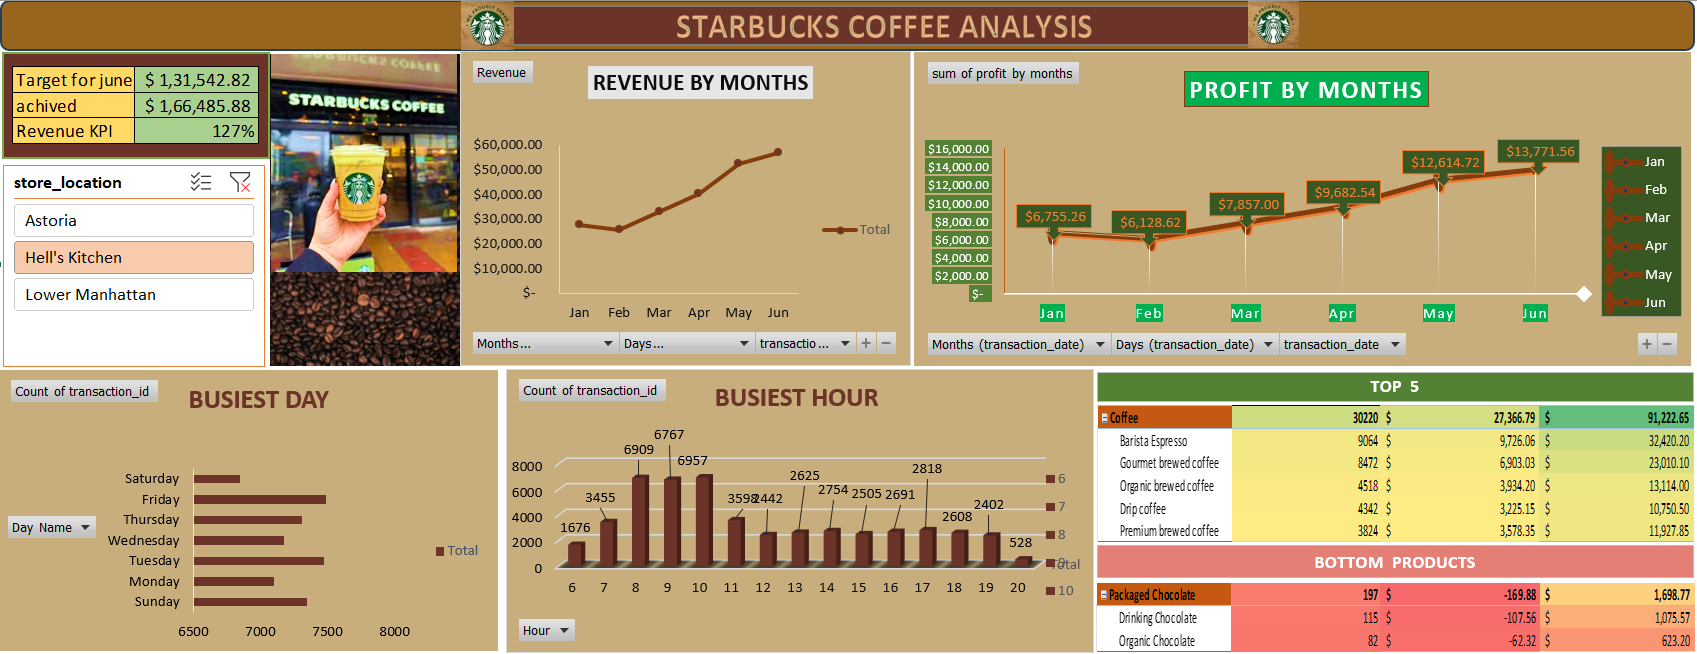 STARBUCKS COFFEE ANALYSIS
Target for june $ 1,31,542.82
achived $ 1,66,485.88
Revenue KPI 127%
store_location
Astoria
Hell's Kitchen
Lower Manhattan
STARBUCKS COFFEE
Revenue
REVENUE BY MONTHS
$60,000.00
$50,000.00
$40,000.00
$30,000.00
$20,000.00
$10,000.00
$-
Jan Feb Mar Apr May Jun
Total
Months... Days... transactio... + −
sum of profit by months
PROFIT BY MONTHS
$16,000.00
$14,000.00
$12,000.00
$10,000.00
$8,000.00
$6,000.00
$4,000.00
$2,000.00
$-
$6,755.26
$6,128.62
$7,857.00
$9,682.54
$12,614.72
$13,771.56
Jan Feb Mar Apr May Jun
Jan
Feb
Mar
Apr
May
Jun
Months (transaction_date) Days (transaction_date) transaction_date + −
Count of transaction_id
BUSIEST DAY
Saturday
Friday
Thursday
Wednesday
Tuesday
Monday
Sunday
6500 7000 7500 8000
Day Name
Total
Count of transaction_id
BUSIEST HOUR
8000
6000
4000
2000
0
1676 3455 6909 6767 6957 3598 2442 2625 2754 2505 2691 2818 2608 2402 528
6 7 8 9 10 11 12 13 14 15 16 17 18 19 20
6
7
8
9
Total
10
Hour
TOP 5
Coffee 30220 $ 27,366.79 $ 91,222.65
Barista Espresso 9064 $ 9,726.06 $ 32,420.20
Gourmet brewed coffee 8472 $ 6,903.03 $ 23,010.10
Organic brewed coffee 4518 $ 3,934.20 $ 13,114.00
Drip coffee 4342 $ 3,225.15 $ 10,750.50
Premium brewed coffee 3824 $ 3,578.35 $ 11,927.85
BOTTOM PRODUCTS
Packaged Chocolate 197 $ -169.88 $ 1,698.77
Drinking Chocolate 115 $ -107.56 $ 1,075.57
Organic Chocolate 82 $ -62.32 $ 623.20